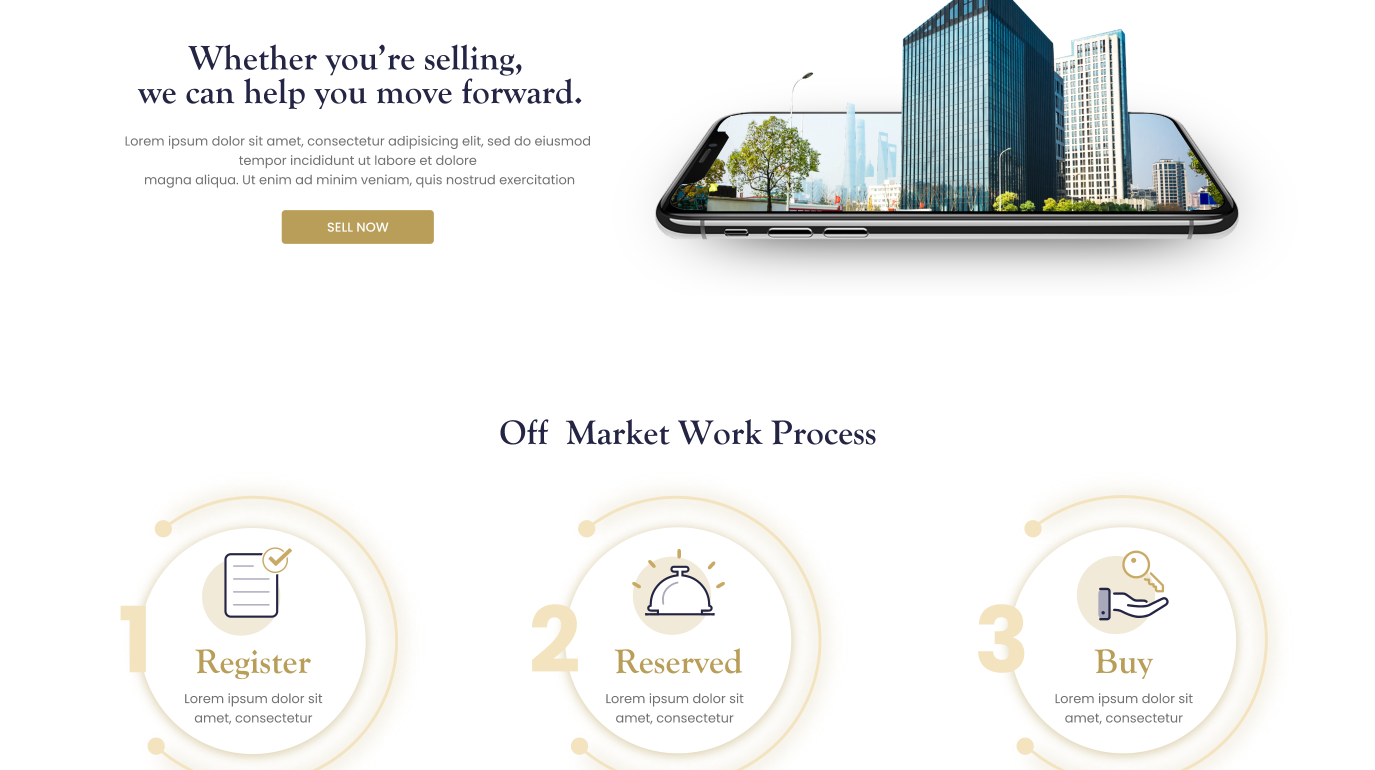 Whether you're selling,
we can help you move forward.
Lorem ipsum dolor sit amet, consectetur adipisicing elit, sed do eiusmod
tempor incididunt ut labore et dolore
magna aliqua. Ut enim ad minim veniam, quis nostrud exercitation
SELL NOW
Off  Market Work Process
1
Register
Lorem ipsum dolor sit
amet, consectetur
2
Reserved
Lorem ipsum dolor sit
amet, consectetur
3
Buy
Lorem ipsum dolor sit
amet, consectetur